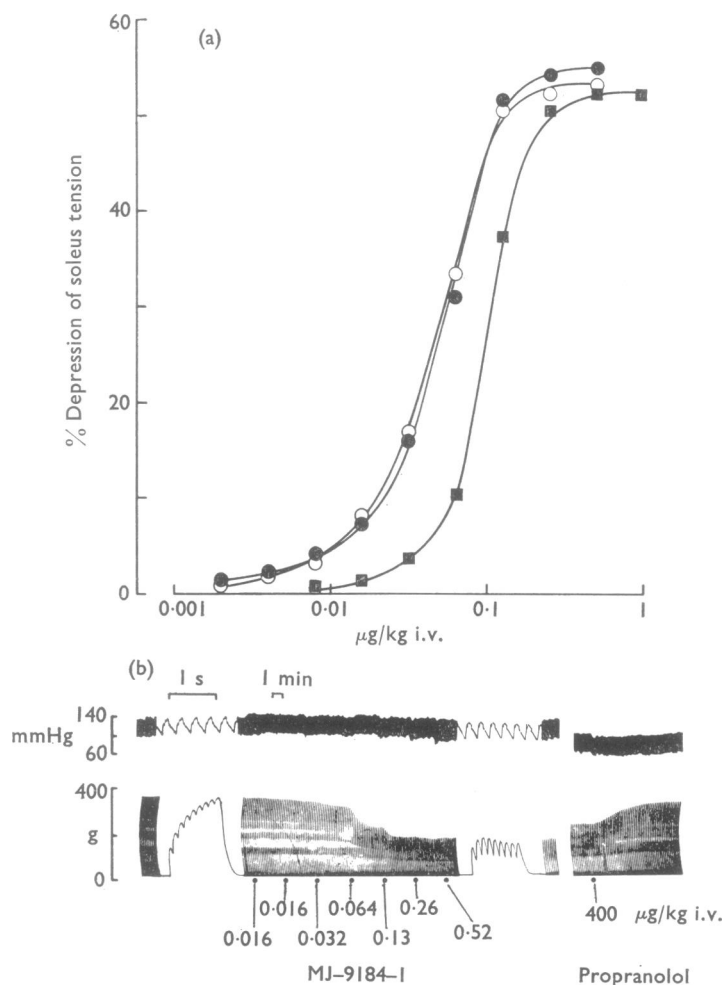 60
(a)
40
20
0
% Depression of soleus tension
0·001 0·01 0·1 1
µg/kg i.v.
(b)
1 s 1 min
140
mmHg
60
400
g
0
0·016 0·064 0·26 400 µg/kg i.v.
0·016 0·032 0·13 0·52
MJ–9184–1 Propranolol